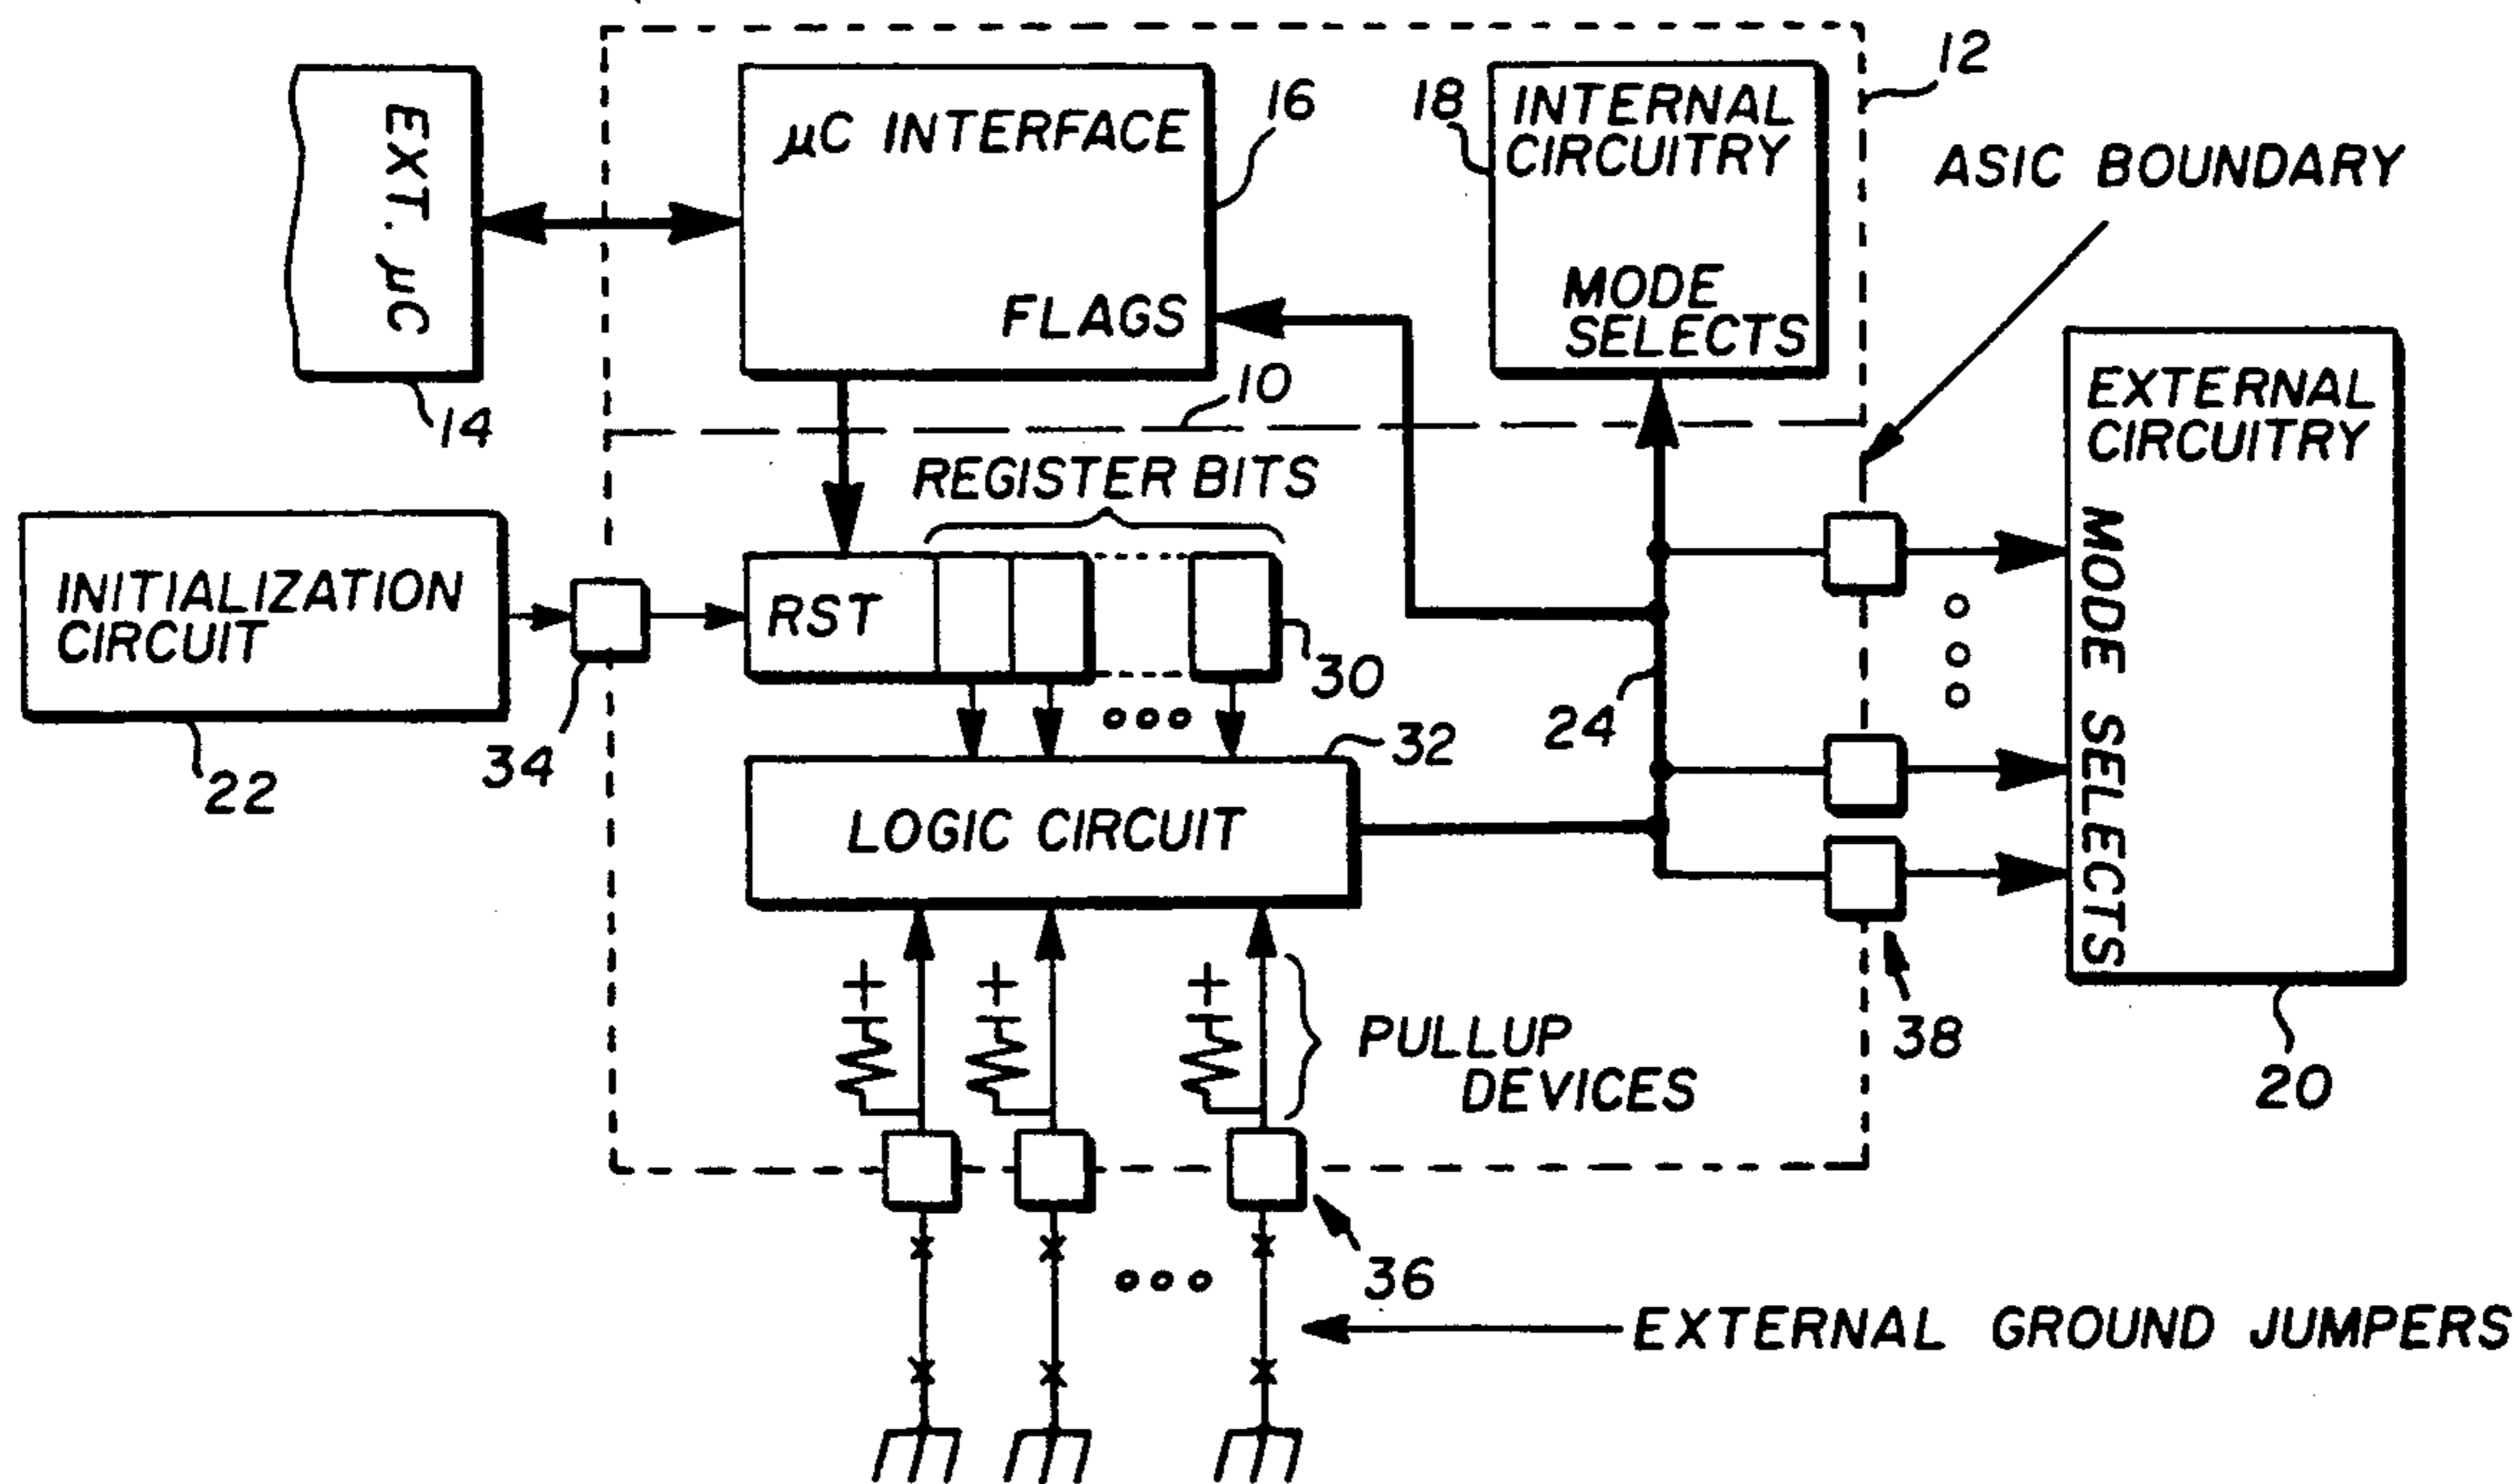 12
16
18
EXT. µC
µC INTERFACE
FLAGS
INTERNAL
CIRCUITRY
MODE
SELECTS
ASIC BOUNDARY
14
10
REGISTER BITS
EXTERNAL
CIRCUITRY
MODE SELECTS
INITIALIZATION
CIRCUIT
RST
30
34
22
24
32
LOGIC CIRCUIT
+
+
+
PULLUP
DEVICES
38
20
36
EXTERNAL GROUND JUMPERS